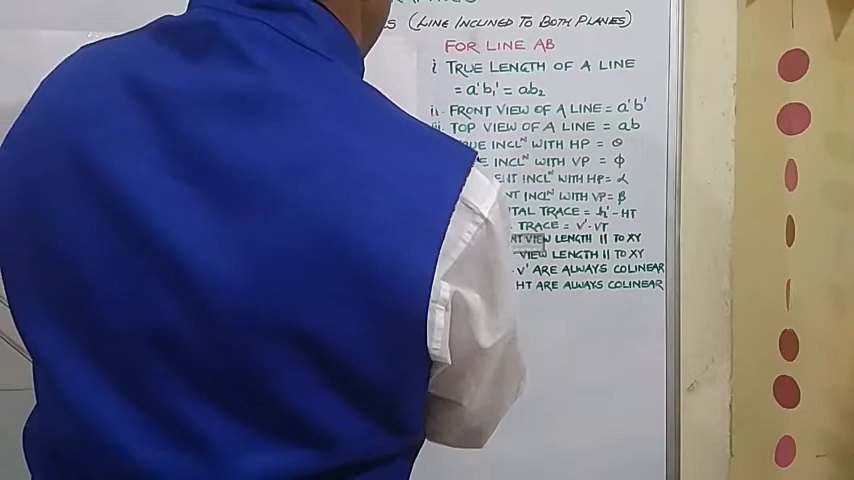 (LINE INCLINED TO BOTH PLANES)
FOR LINE AB
i TRUE LENGTH OF A LINE
= a'b₁' = ab₂
ii. FRONT VIEW OF A LINE = a'b'
iii. TOP VIEW OF A LINE = ab
INCLᴺ WITH HP = θ
INCLᴺ WITH VP = φ
INCLᴺ WITH HP = α
INCLᴺ WITH VP = β
TRACE = h'-HT
TRACE = v'-VT
VIEW LENGTH || TO XY
VIEW LENGTH || TO XY
v' ARE ALWAYS COLINEAR
HT ARE ALWAYS COLINEAR